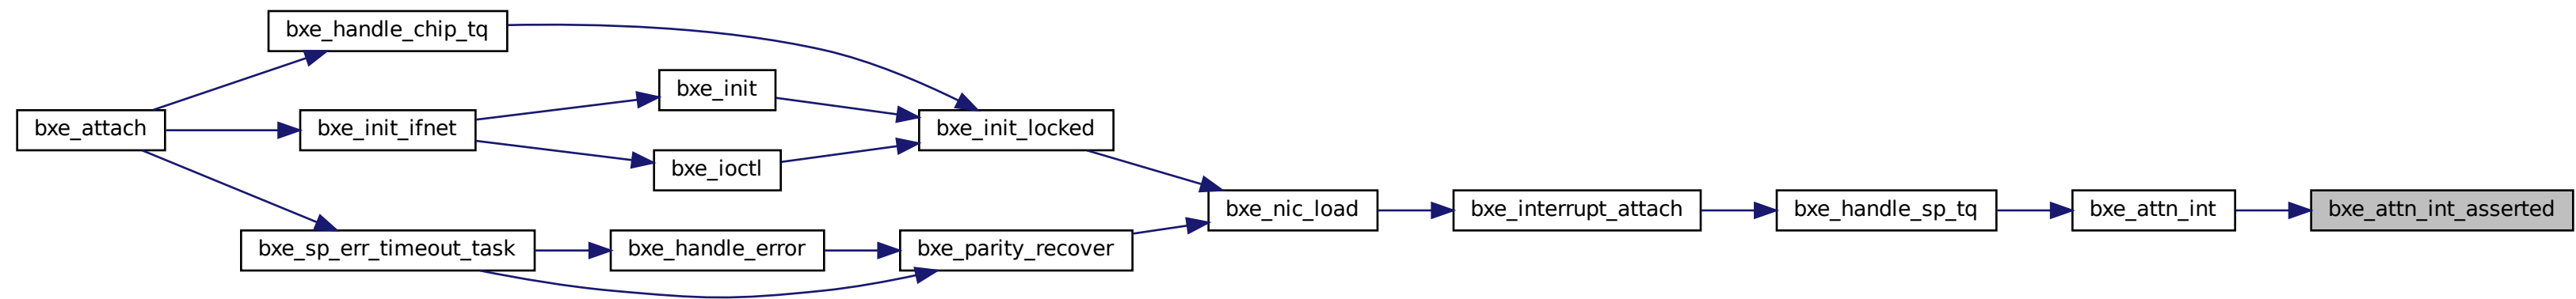 bxe_handle_chip_tq
bxe_init
bxe_attach
bxe_init_ifnet
bxe_init_locked
bxe_ioctl
bxe_nic_load
bxe_interrupt_attach
bxe_handle_sp_tq
bxe_attn_int
bxe_attn_int_asserted
bxe_sp_err_timeout_task
bxe_handle_error
bxe_parity_recover